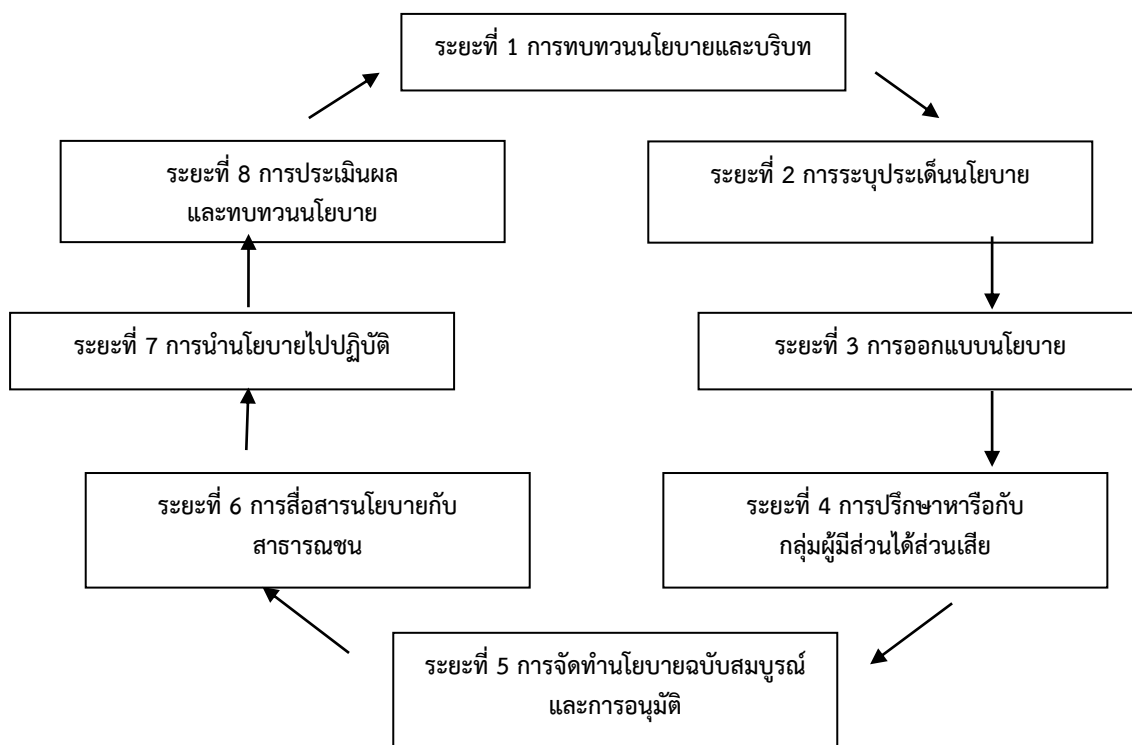 ระยะที่ 1 การทบทวนนโยบายและบริบท
ระยะที่ 2 การระบุประเด็นนโยบาย
ระยะที่ 3 การออกแบบนโยบาย
ระยะที่ 4 การปรึกษาหารือกับ
กลุ่มผู้มีส่วนได้ส่วนเสีย
ระยะที่ 5 การจัดทำนโยบายฉบับสมบูรณ์
และการอนุมัติ
ระยะที่ 6 การสื่อสารนโยบายกับ
สาธารณชน
ระยะที่ 7 การนำนโยบายไปปฏิบัติ
ระยะที่ 8 การประเมินผล
และทบทวนนโยบาย